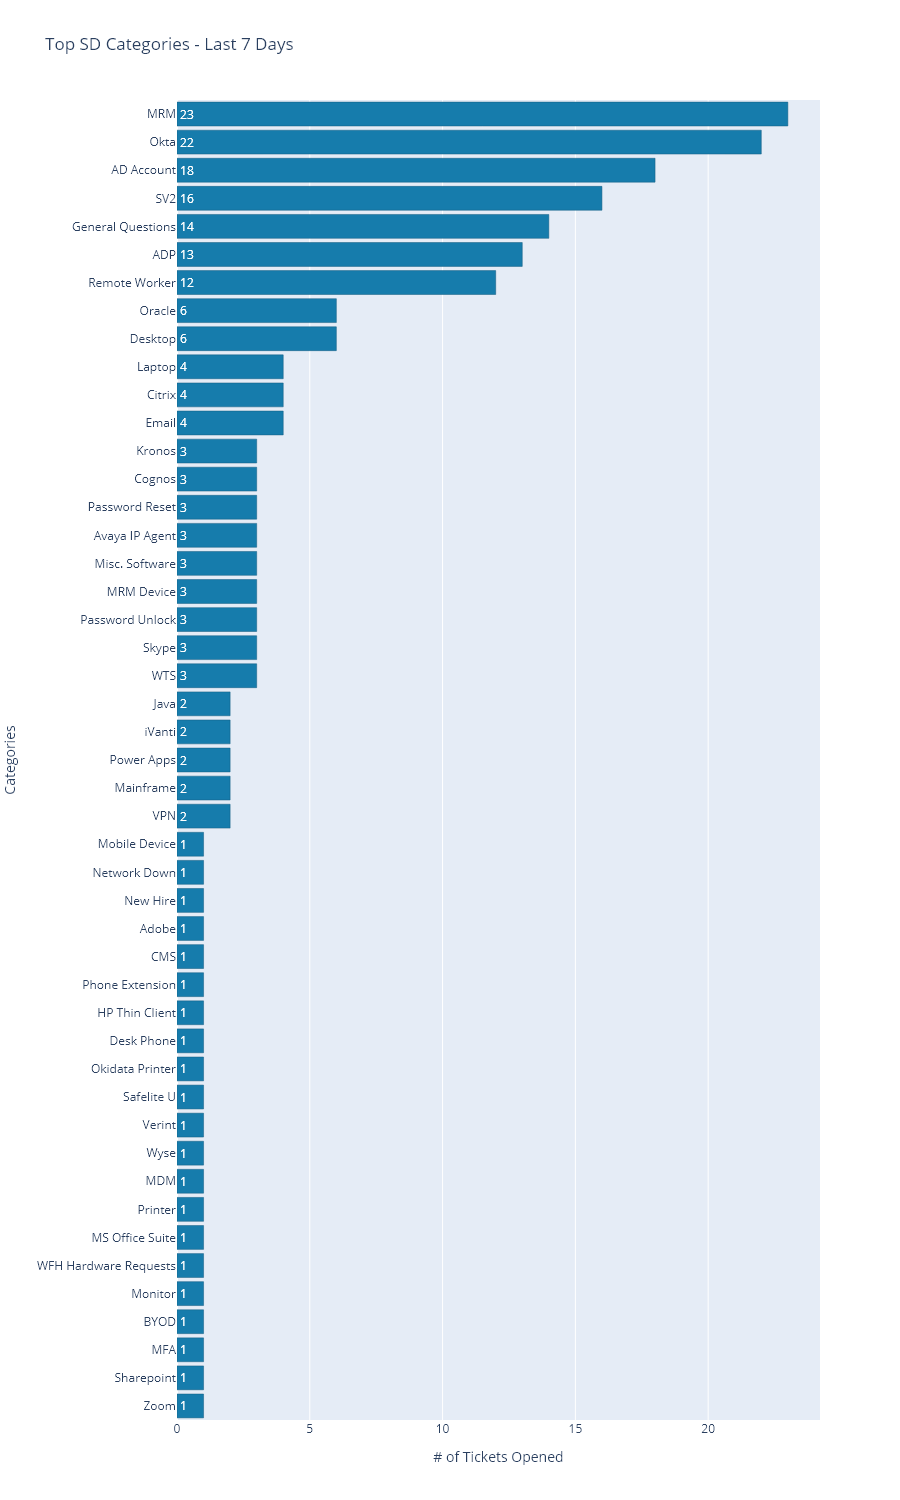 Top SD Categories - Last 7 Days
MRM 23
Okta 22
AD Account 18
SV2 16
General Questions 14
ADP 13
Remote Worker 12
Oracle 6
Desktop 6
Laptop 4
Citrix 4
Email 4
Kronos 3
Cognos 3
Password Reset 3
Avaya IP Agent 3
Misc. Software 3
MRM Device 3
Password Unlock 3
Skype 3
WTS 3
Java 2
iVanti 2
Power Apps 2
Mainframe 2
VPN 2
Mobile Device 1
Network Down 1
New Hire 1
Adobe 1
CMS 1
Phone Extension 1
HP Thin Client 1
Desk Phone 1
Okidata Printer 1
Safelite U 1
Verint 1
Wyse 1
MDM 1
Printer 1
MS Office Suite 1
WFH Hardware Requests 1
Monitor 1
BYOD 1
MFA 1
Sharepoint 1
Zoom 1
0 5 10 15 20
# of Tickets Opened
Categories